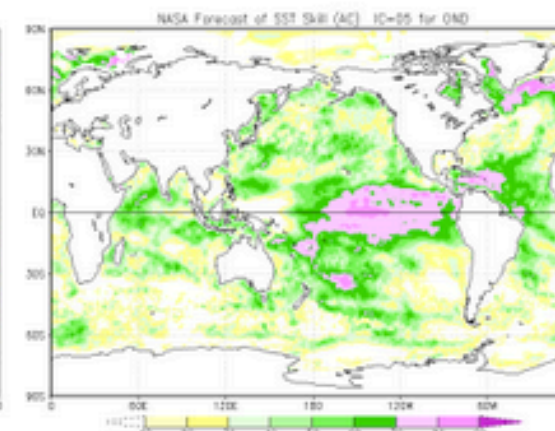 NASA Forecast of SST Skill (AC) IC=05 for OND
90N
60N
30N
EQ
30S
60S
90S
0 60E 120E 180 120W 60W